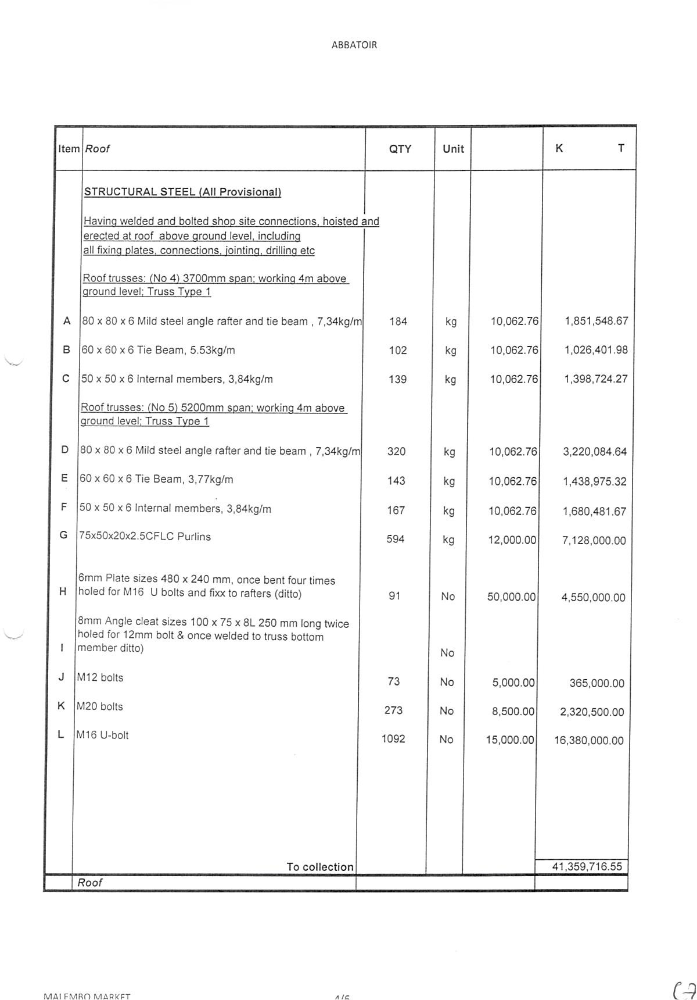 ABBATOIR
Item Roof QTY Unit K T
STRUCTURAL STEEL (All Provisional)
Having welded and bolted shop site connections, hoisted and
erected at roof above ground level, including
all fixing plates, connections, jointing, drilling etc
Roof trusses: (No 4) 3700mm span; working 4m above
ground level; Truss Type 1
A 80 x 80 x 6 Mild steel angle rafter and tie beam , 7,34kg/m 184 kg 10,062.76 1,851,548.67
B 60 x 60 x 6 Tie Beam, 5.53kg/m 102 kg 10,062.76 1,026,401.98
C 50 x 50 x 6 Internal members, 3,84kg/m 139 kg 10,062.76 1,398,724.27
Roof trusses: (No 5) 5200mm span; working 4m above
ground level; Truss Type 1
D 80 x 80 x 6 Mild steel angle rafter and tie beam , 7,34kg/m 320 kg 10,062.76 3,220,084.64
E 60 x 60 x 6 Tie Beam, 3,77kg/m 143 kg 10,062.76 1,438,975.32
F 50 x 50 x 6 Internal members, 3,84kg/m 167 kg 10,062.76 1,680,481.67
G 75x50x20x2.5CFLC Purlins 594 kg 12,000.00 7,128,000.00
6mm Plate sizes 480 x 240 mm, once bent four times
H holed for M16 U bolts and fixx to rafters (ditto) 91 No 50,000.00 4,550,000.00
8mm Angle cleat sizes 100 x 75 x 8L 250 mm long twice
holed for 12mm bolt & once welded to truss bottom
I member ditto) No
J M12 bolts 73 No 5,000.00 365,000.00
K M20 bolts 273 No 8,500.00 2,320,500.00
L M16 U-bolt 1092 No 15,000.00 16,380,000.00
To collection 41,359,716.55
Roof
MALEMBO MARKET 4/6